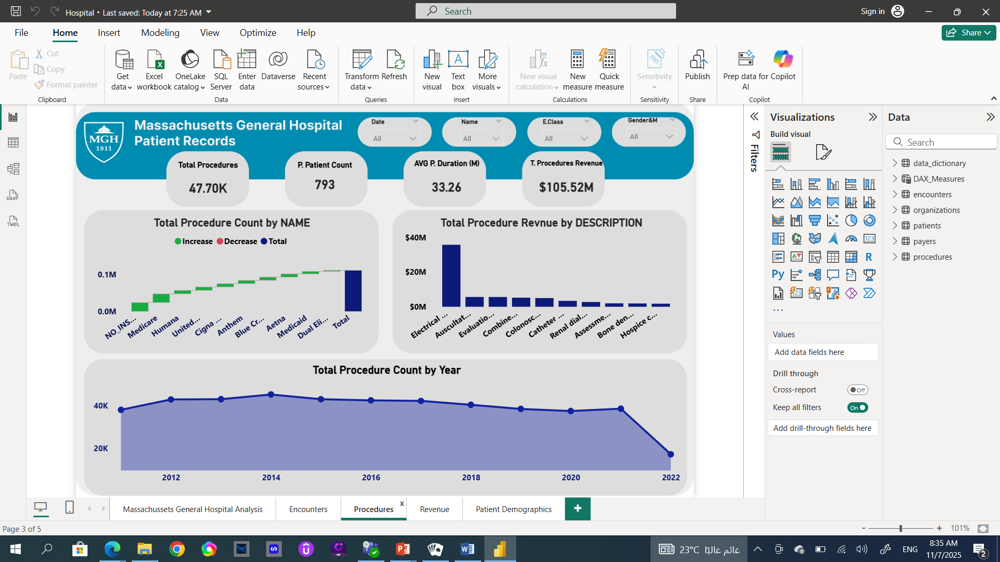 Hospital • Last saved: Today at 7:25 AM
Search
Sign in
File
Home
Insert
Modeling
View
Optimize
Help
Share
Paste
Cut
Copy
Format painter
Clipboard
Get data
Excel workbook
OneLake catalog
SQL Server
Enter data
Dataverse
Recent sources
Data
Transform data
Refresh
Queries
New visual
Text box
More visuals
Insert
New visual calculation
New measure
Quick measure
Calculations
Sensitivity
Sensitivity
Publish
Share
Prep data for AI
Copilot
Copilot
MGH
1811
Massachusetts General Hospital
Patient Records
Date
All
Name
All
E.Class
All
Gender&M
All
Total Procedures
47.70K
P. Patient Count
793
AVG P. Duration (M)
33.26
T. Procedures Revenue
$105.52M
Total Procedure Count by NAME
Increase Decrease Total
0.1M
0.0M
NO_INS...
Medicare
Humana
United...
Cigna ...
Anthem
Blue Cr...
Aetna
Medicaid
Dual Eli...
Total
Total Procedure Revnue by DESCRIPTION
$40M
$20M
$0M
Electrical ...
Auscultat...
Evaluatio...
Combine...
Colonosc...
Catheter ...
Renal dial...
Assessme...
Bone den...
Hospice c...
Total Procedure Count by Year
40K
20K
2012
2014
2016
2018
2020
2022
Filters
Visualizations
Build visual
Values
Add data fields here
Drill through
Cross-report
Off
Keep all filters
On
Add drill-through fields here
Data
Search
data_dictionary
DAX_Measures
encounters
organizations
patients
payers
procedures
DAX
TMDL
Massachussets General Hospital Analysis
Encounters
Procedures
x
Revenue
Patient Demographics
Page 3 of 5
101%
23°C غائم غالبًا
ENG
8:35 AM
11/7/2025
2